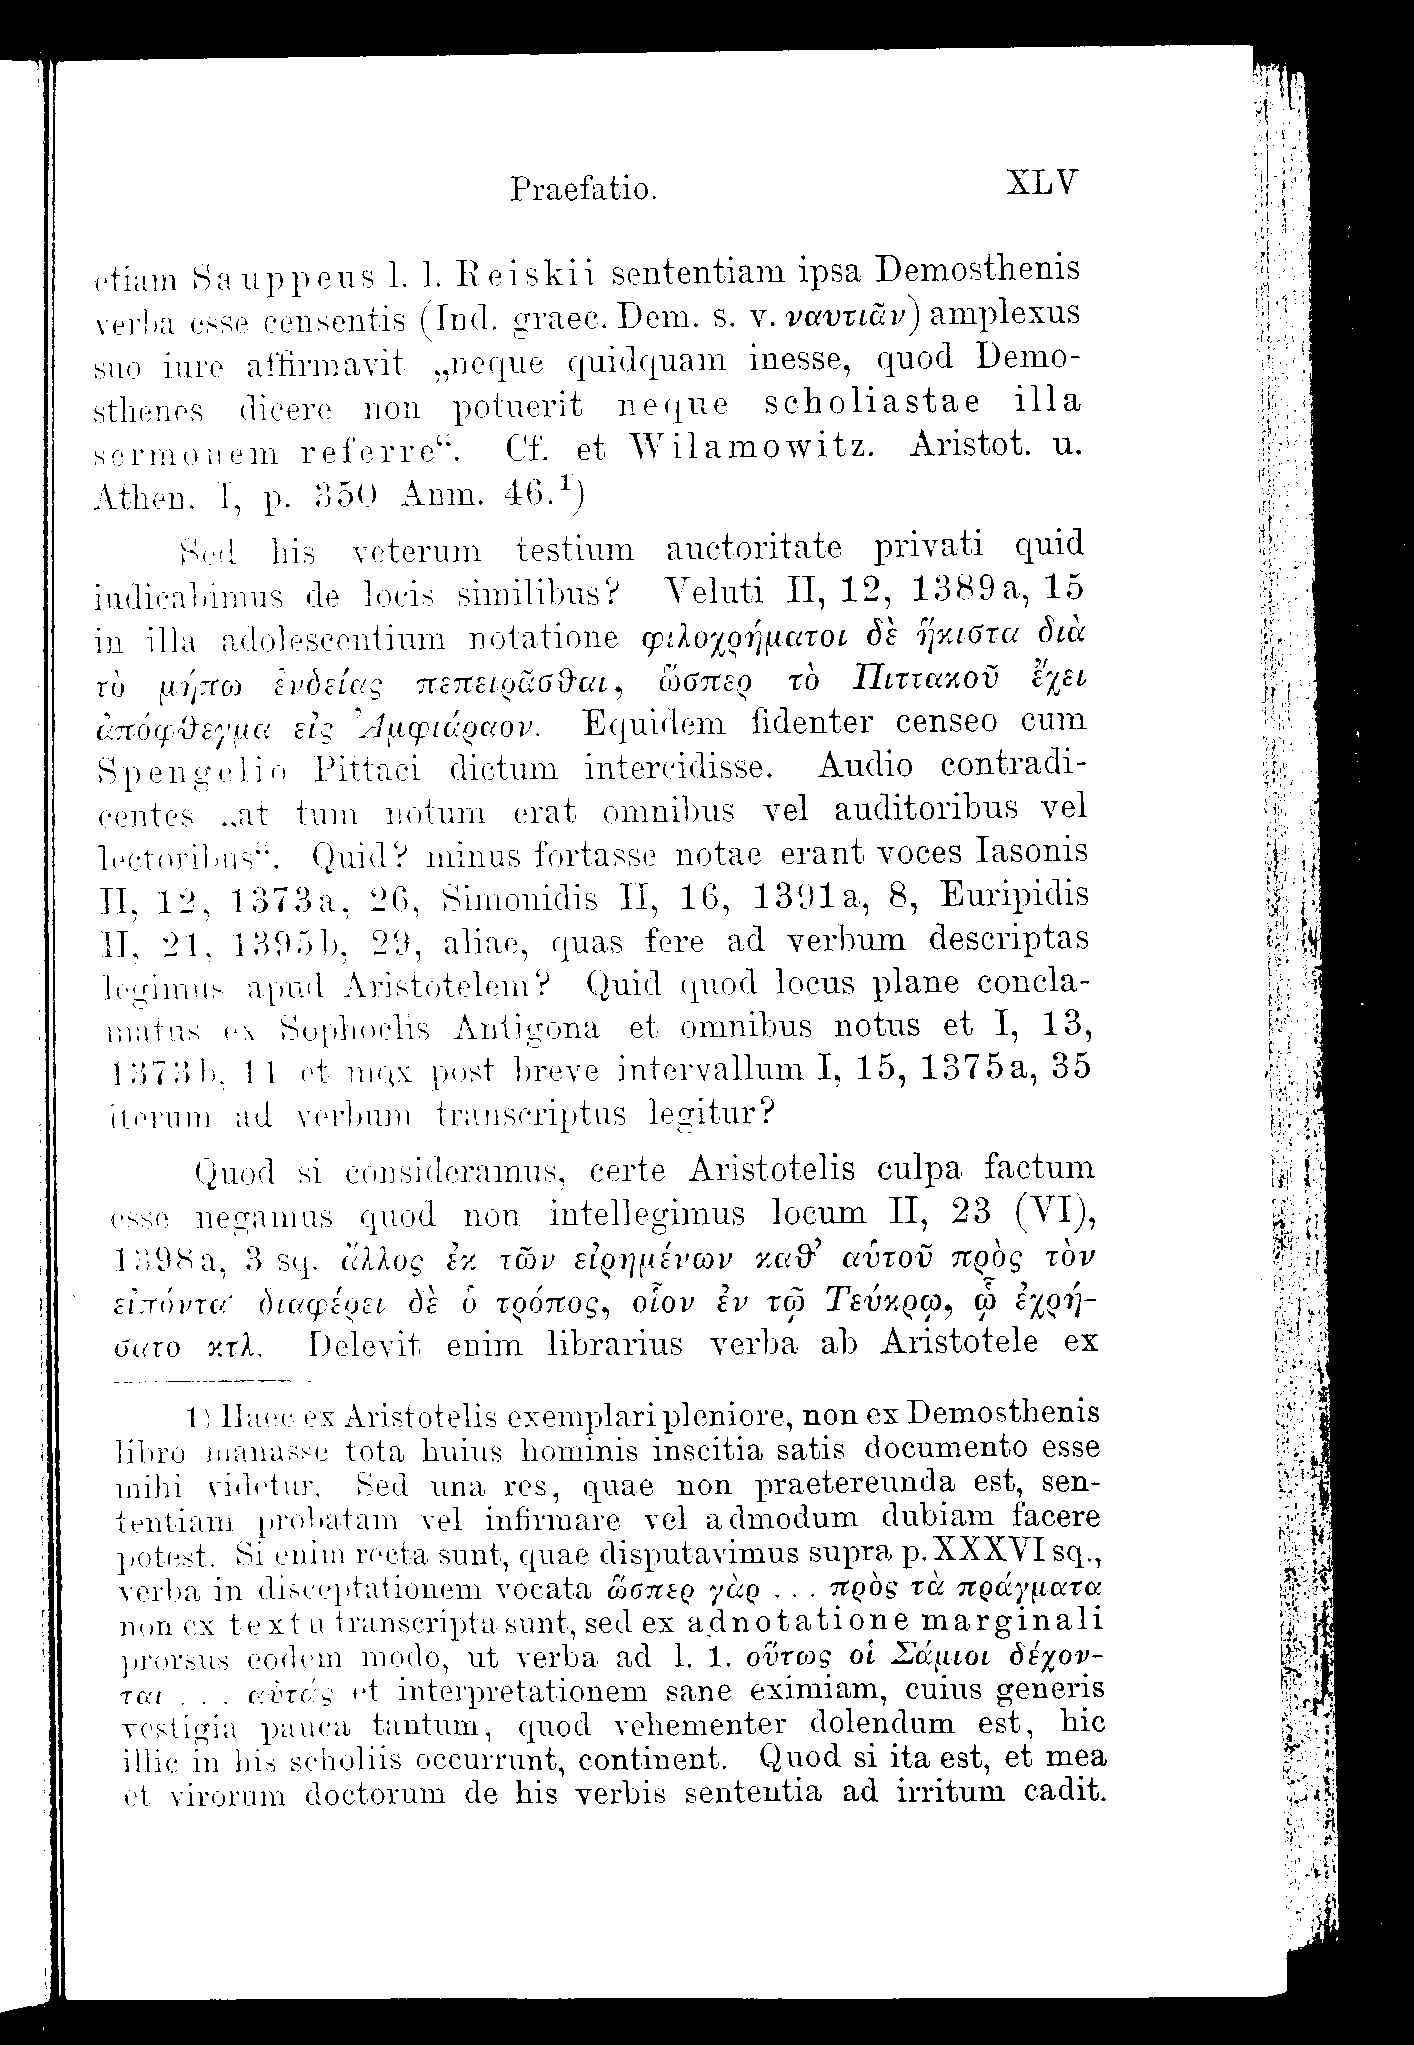 Praefatio. XLV
etiam Sauppeus l. l. Reiskii sententiam ipsa Demosthenis
verba esse censentis (Ind. graec. Dem. s. v. ναυτιᾶν) amplexus
suo iure affirmavit „neque quidquam inesse, quod Demo-
sthenes dicere non potuerit neque scholiastae illa
sermonem referre“. Cf. et Wilamowitz. Aristot. u.
Athen. I, p. 350 Anm. 46.¹)
Sed his veterum testium auctoritate privati quid
iudicabimus de locis similibus? Veluti II, 12, 1389a, 15
in illa adolescentium notatione φιλοχρήματοι δὲ ἥκιστα διὰ
τὸ μήπω ἐνδείας πεπειρᾶσθαι, ὥσπερ τὸ Πιττακοῦ ἔχει
ἀπόφθεγμα εἰς Ἀμφιάραον. Equidem fidenter censeo cum
Spengelio Pittaci dictum intercidisse. Audio contradi-
centes „at tum notum erat omnibus vel auditoribus vel
lectoribus“. Quid? minus fortasse notae erant voces Iasonis
II, 12, 1373a, 26, Simonidis II, 16, 1391a, 8, Euripidis
II, 21, 1395b, 29, aliae, quas fere ad verbum descriptas
legimus apud Aristotelem? Quid quod locus plane concla-
matus ex Sophoclis Antigona et omnibus notus et I, 13,
1373b, 11 et mox post breve intervallum I, 15, 1375a, 35
iterum ad verbum transcriptus legitur?
Quod si consideramus, certe Aristotelis culpa factum
esse negamus quod non intellegimus locum II, 23 (VI),
1398a, 3 sq. ἄλλος ἐκ τῶν εἰρημένων καθ’ αὑτοῦ πρὸς τὸν
εἰπόντα· διαφέρει δὲ ὁ τρόπος, οἷον ἐν τῷ Τεύκρῳ, ᾧ ἐχρή-
σατο κτλ. Delevit enim librarius verba ab Aristotele ex
1) Haec ex Aristotelis exemplari pleniore, non ex Demosthenis
libro manasse tota huius hominis inscitia satis documento esse
mihi videtur. Sed una res, quae non praetereunda est, sen-
tentiam probatam vel infirmare vel admodum dubiam facere
potest. Si enim recta sunt, quae disputavimus supra p. XXXVI sq.,
verba in disceptationem vocata ὥσπερ γὰρ ... πρὸς τὰ πράγματα
non ex textu transcripta sunt, sed ex adnotatione marginali
prorsus eodem modo, ut verba ad l. l. οὕτως οἱ Σάμιοι δέχον-
ται ... αὐτάς et interpretationem sane eximiam, cuius generis
vestigia pauca tantum, quod vehementer dolendum est, hic
illic in his scholiis occurrunt, continent. Quod si ita est, et mea
et virorum doctorum de his verbis sententia ad irritum cadit.